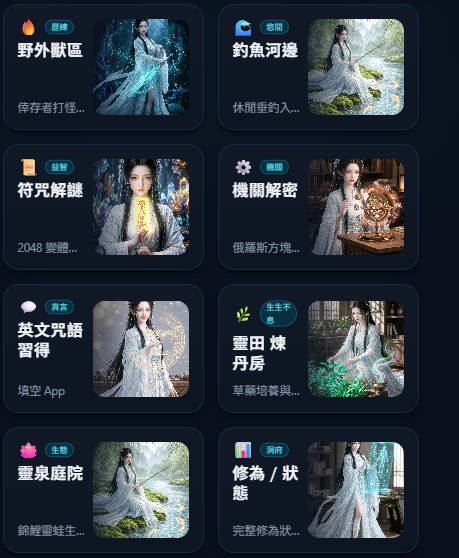 歷練
野外獸區
倖存者打怪...
悠閒
釣魚河邊
休閒垂釣入...
益智
符咒解謎
2048 變體...
機關
機關解密
俄羅斯方塊...
真言
英文咒語
習得
填空 App
生生不
息
靈田 煉
丹房
草藥培養與...
生態
靈泉庭院
錦鯉靈蛙生...
洞府
修為 / 狀
態
完整修為狀...